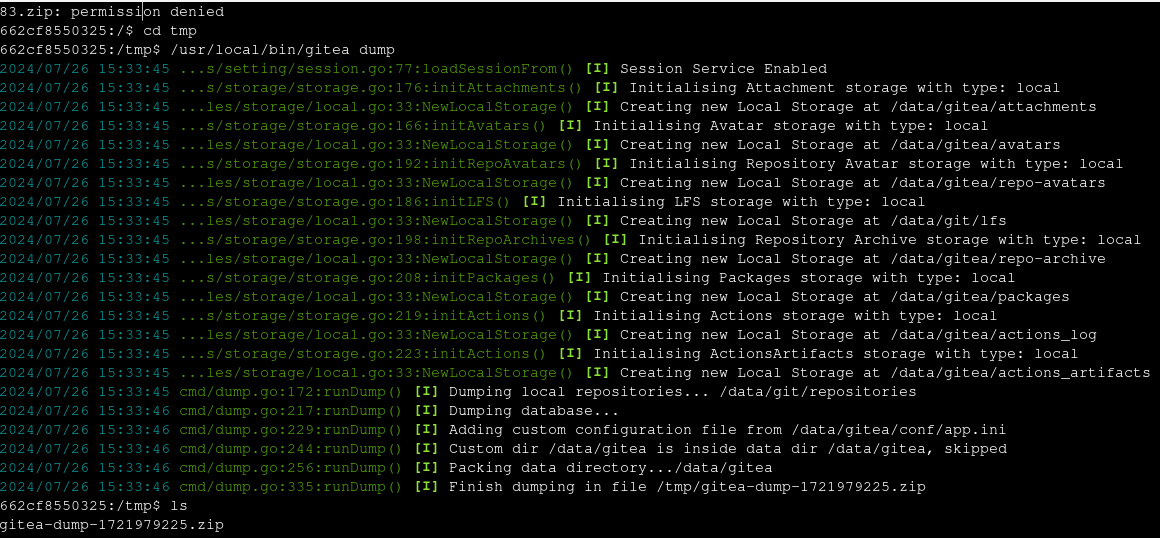 83.zip: permission denied
662cf8550325:/$ cd tmp
662cf8550325:/tmp$ /usr/local/bin/gitea dump
2024/07/26 15:33:45 ...s/setting/session.go:77:loadSessionFrom() [I] Session Service Enabled
2024/07/26 15:33:45 ...s/storage/storage.go:176:initAttachments() [I] Initialising Attachment storage with type: local
2024/07/26 15:33:45 ...les/storage/local.go:33:NewLocalStorage() [I] Creating new Local Storage at /data/gitea/attachments
2024/07/26 15:33:45 ...s/storage/storage.go:166:initAvatars() [I] Initialising Avatar storage with type: local
2024/07/26 15:33:45 ...les/storage/local.go:33:NewLocalStorage() [I] Creating new Local Storage at /data/gitea/avatars
2024/07/26 15:33:45 ...s/storage/storage.go:192:initRepoAvatars() [I] Initialising Repository Avatar storage with type: local
2024/07/26 15:33:45 ...les/storage/local.go:33:NewLocalStorage() [I] Creating new Local Storage at /data/gitea/repo-avatars
2024/07/26 15:33:45 ...s/storage/storage.go:186:initLFS() [I] Initialising LFS storage with type: local
2024/07/26 15:33:45 ...les/storage/local.go:33:NewLocalStorage() [I] Creating new Local Storage at /data/git/lfs
2024/07/26 15:33:45 ...s/storage/storage.go:198:initRepoArchives() [I] Initialising Repository Archive storage with type: local
2024/07/26 15:33:45 ...les/storage/local.go:33:NewLocalStorage() [I] Creating new Local Storage at /data/gitea/repo-archive
2024/07/26 15:33:45 ...s/storage/storage.go:208:initPackages() [I] Initialising Packages storage with type: local
2024/07/26 15:33:45 ...les/storage/local.go:33:NewLocalStorage() [I] Creating new Local Storage at /data/gitea/packages
2024/07/26 15:33:45 ...s/storage/storage.go:219:initActions() [I] Initialising Actions storage with type: local
2024/07/26 15:33:45 ...les/storage/local.go:33:NewLocalStorage() [I] Creating new Local Storage at /data/gitea/actions_log
2024/07/26 15:33:45 ...s/storage/storage.go:223:initActions() [I] Initialising ActionsArtifacts storage with type: local
2024/07/26 15:33:45 ...les/storage/local.go:33:NewLocalStorage() [I] Creating new Local Storage at /data/gitea/actions_artifacts
2024/07/26 15:33:45 cmd/dump.go:172:runDump() [I] Dumping local repositories... /data/git/repositories
2024/07/26 15:33:46 cmd/dump.go:217:runDump() [I] Dumping database...
2024/07/26 15:33:46 cmd/dump.go:229:runDump() [I] Adding custom configuration file from /data/gitea/conf/app.ini
2024/07/26 15:33:46 cmd/dump.go:244:runDump() [I] Custom dir /data/gitea is inside data dir /data/gitea, skipped
2024/07/26 15:33:46 cmd/dump.go:256:runDump() [I] Packing data directory.../data/gitea
2024/07/26 15:33:46 cmd/dump.go:335:runDump() [I] Finish dumping in file /tmp/gitea-dump-1721979225.zip
662cf8550325:/tmp$ ls
gitea-dump-1721979225.zip